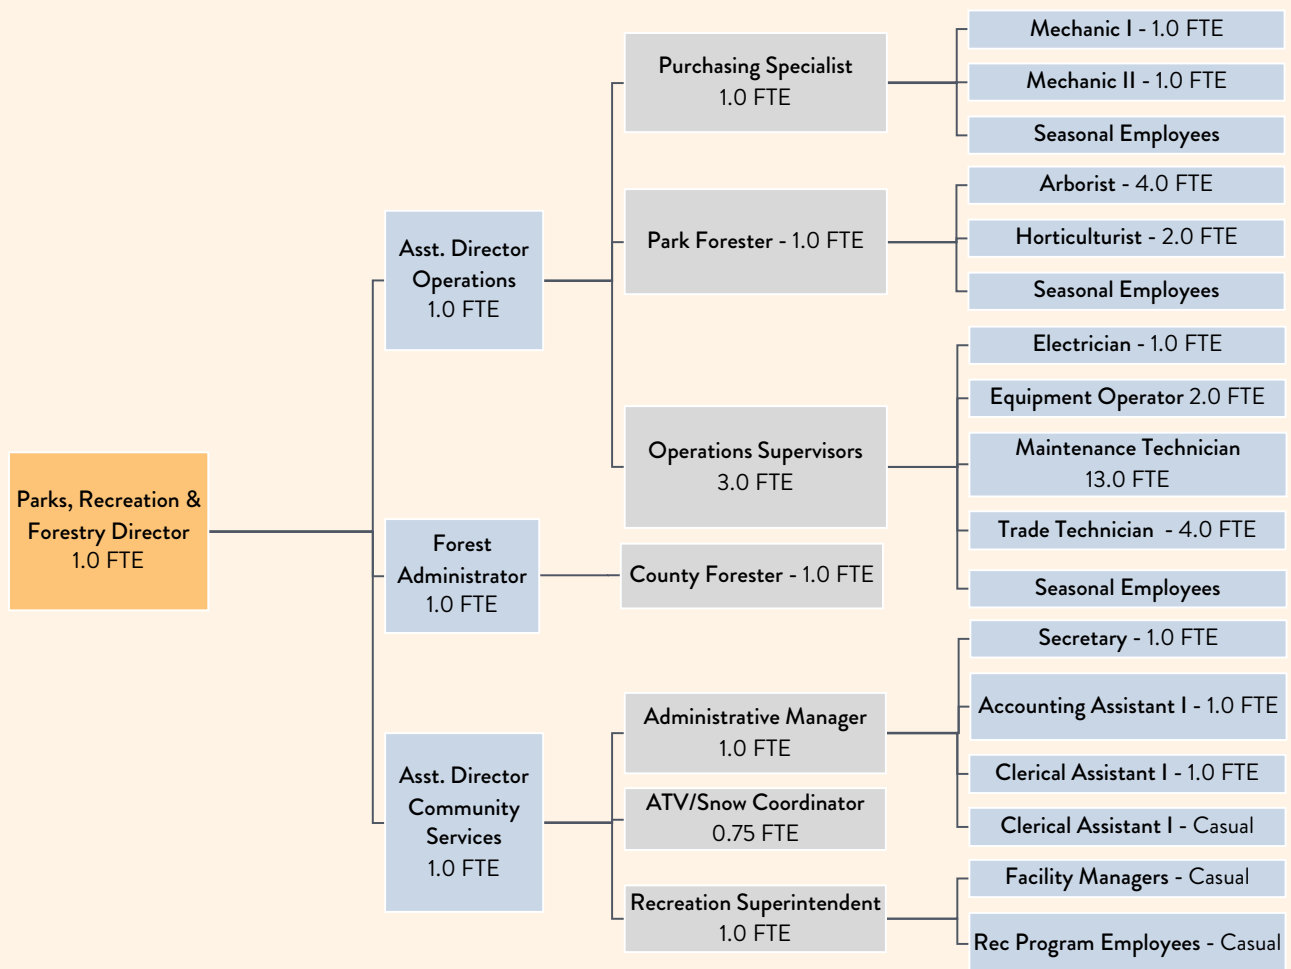 Parks, Recreation &
Forestry Director
1.0 FTE
Asst. Director
Operations
1.0 FTE
Purchasing Specialist
1.0 FTE
Mechanic I - 1.0 FTE
Mechanic II - 1.0 FTE
Seasonal Employees
Park Forester - 1.0 FTE
Arborist - 4.0 FTE
Horticulturist - 2.0 FTE
Seasonal Employees
Operations Supervisors
3.0 FTE
Electrician - 1.0 FTE
Equipment Operator 2.0 FTE
Maintenance Technician
13.0 FTE
Trade Technician - 4.0 FTE
Seasonal Employees
Forest
Administrator
1.0 FTE
County Forester - 1.0 FTE
Asst. Director
Community
Services
1.0 FTE
Administrative Manager
1.0 FTE
Secretary - 1.0 FTE
Accounting Assistant I - 1.0 FTE
Clerical Assistant I - 1.0 FTE
Clerical Assistant I - Casual
ATV/Snow Coordinator
0.75 FTE
Recreation Superintendent
1.0 FTE
Facility Managers - Casual
Rec Program Employees - Casual